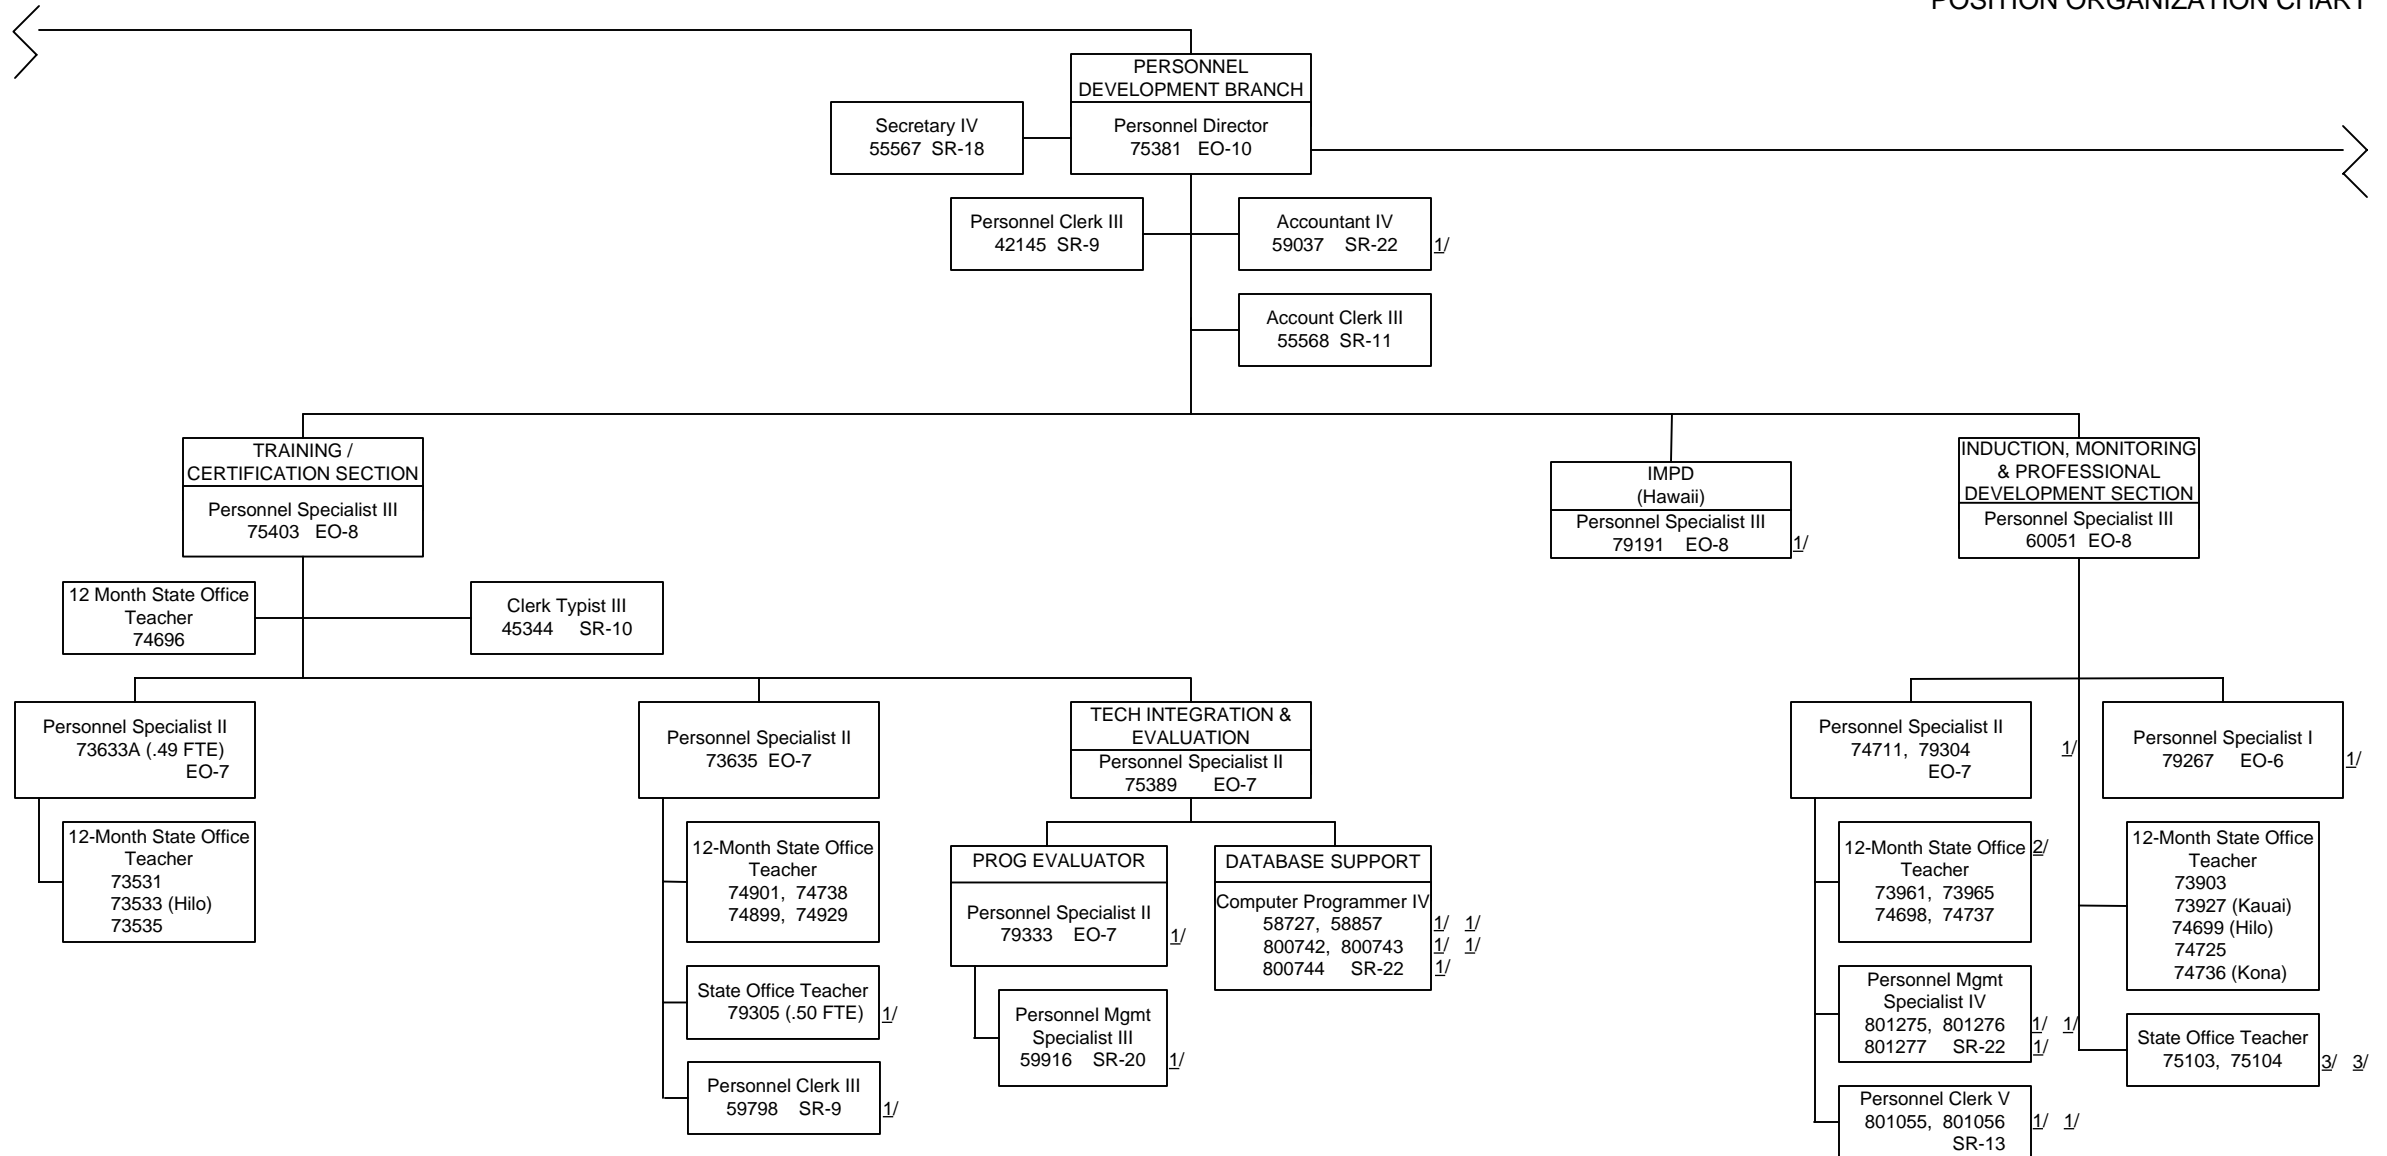 POSITION ORGANIZATION CHART
PERSONNEL
DEVELOPMENT BRANCH
Personnel Director
75381 EO-10
Secretary IV
55567 SR-18
Personnel Clerk III
42145 SR-9
Accountant IV
59037 SR-22
1/
Account Clerk III
55568 SR-11
TRAINING /
CERTIFICATION SECTION
Personnel Specialist III
75403 EO-8
IMPD
(Hawaii)
Personnel Specialist III
79191 EO-8
1/
INDUCTION, MONITORING
& PROFESSIONAL
DEVELOPMENT SECTION
Personnel Specialist III
60051 EO-8
12 Month State Office
Teacher
74696
Clerk Typist III
45344 SR-10
Personnel Specialist II
73633A (.49 FTE)
EO-7
12-Month State Office
Teacher
73531
73533 (Hilo)
73535
Personnel Specialist II
73635 EO-7
12-Month State Office
Teacher
74901, 74738
74899, 74929
State Office Teacher
79305 (.50 FTE)
1/
Personnel Clerk III
59798 SR-9
1/
TECH INTEGRATION &
EVALUATION
Personnel Specialist II
75389 EO-7
PROG EVALUATOR
Personnel Specialist II
79333 EO-7
1/
Personnel Mgmt
Specialist III
59916 SR-20
1/
DATABASE SUPPORT
Computer Programmer IV
58727, 58857
1/ 1/
800742, 800743
1/ 1/
800744 SR-22
1/
Personnel Specialist II
74711, 79304
1/
EO-7
12-Month State Office
2/
Teacher
73961, 73965
74698, 74737
Personnel Mgmt
Specialist IV
801275, 801276
1/ 1/
801277 SR-22
1/
Personnel Clerk V
801055, 801056
1/ 1/
SR-13
Personnel Specialist I
79267 EO-6
1/
12-Month State Office
Teacher
73903
73927 (Kauai)
74699 (Hilo)
74725
74736 (Kona)
State Office Teacher
75103, 75104
3/ 3/